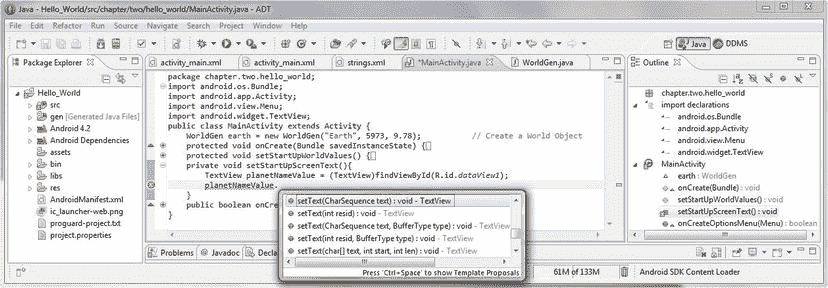 Java - Hello_World/src/chapter/two/hello_world/MainActivity.java - ADT
File Edit Refactor Run Source Navigate Search Project Window Help
Java DDMS
Package Explorer
Hello_World
src
gen [Generated Java Files]
Android 4.2
Android Dependencies
assets
bin
libs
res
AndroidManifest.xml
ic_launcher-web.png
proguard-project.txt
project.properties
activity_main.xml activity_main.xml strings.xml *MainActivity.java WorldGen.java
package chapter.two.hello_world;
import android.os.Bundle;
import android.app.Activity;
import android.view.Menu;
import android.widget.TextView;
public class MainActivity extends Activity {
WorldGen earth = new WorldGen("Earth", 5973, 9.78); // Create a World Object
protected void onCreate(Bundle savedInstanceState) {
protected void setStartUpWorldValues() {
private void setStartUpScreenText(){
TextView planetNameValue = (TextView)findViewById(R.id.dataView1);
planetNameValue.
}
public boolean onCre
}
setText(CharSequence text) : void - TextView
setText(int resid) : void - TextView
setText(CharSequence text, BufferType type) : void - TextView
setText(int resid, BufferType type) : void - TextView
setText(char[] text, int start, int len) : void - TextView
Press 'Ctrl+Space' to show Template Proposals
Outline
chapter.two.hello_world
import declarations
android.os.Bundle
android.app.Activity
android.view.Menu
android.widget.TextView
MainActivity
earth : WorldGen
onCreate(Bundle) : void
setStartUpWorldValues() : void
setStartUpScreenText() : void
onCreateOptionsMenu(Menu) : boolean
Problems Javadoc Decla
61M of 133M Android SDK Content Loader